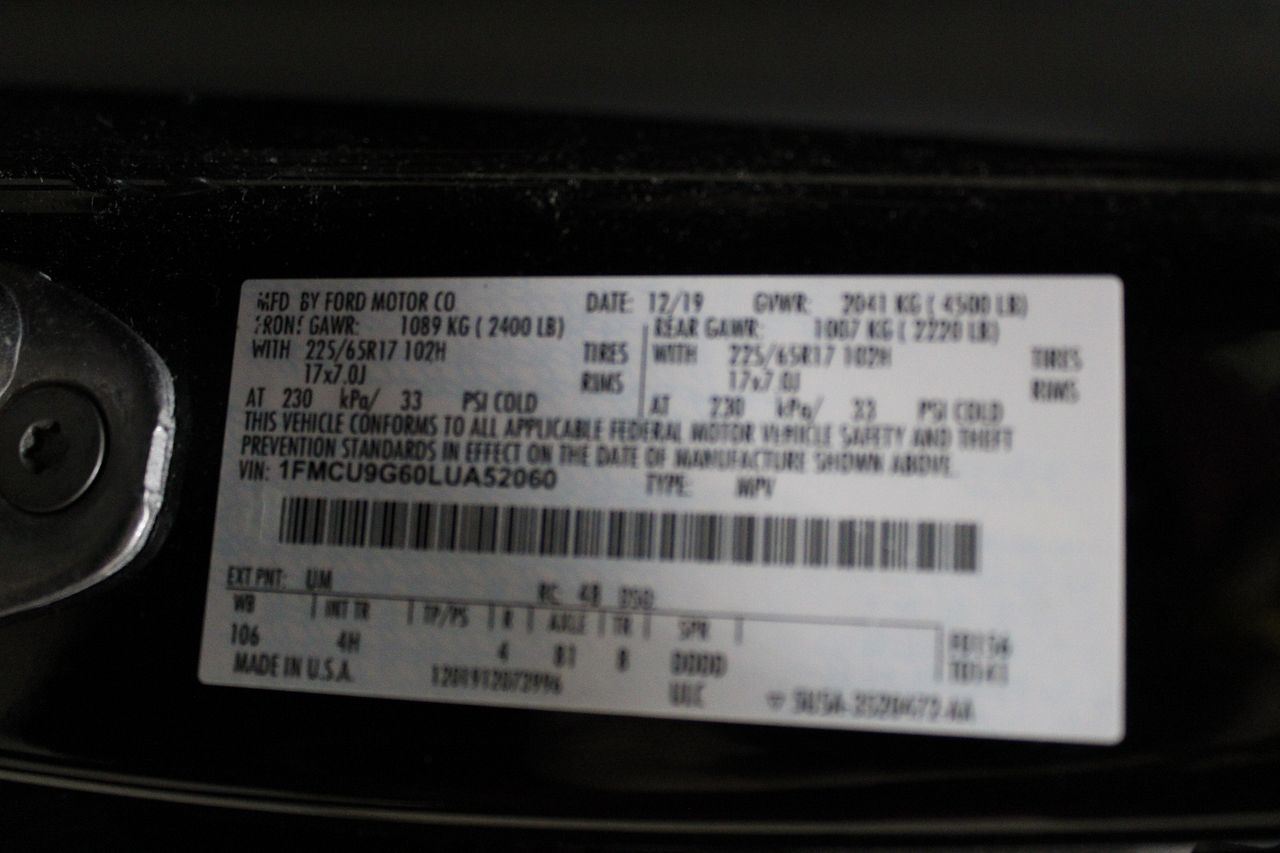 MFD BY FORD MOTOR CO DATE: 12/19 GVWR: 2041 KG ( 4500 LB)
FRONT GAWR: 1089 KG ( 2400 LB) REAR GAWR: 1007 KG ( 2220 LB)
WITH 225/65R17 102H TIRES WITH 225/65R17 102H TIRES
17x7.0J RIMS 17x7.0J RIMS
AT 230 kPa/ 33 PSI COLD AT 230 kPa/ 33 PSI COLD
THIS VEHICLE CONFORMS TO ALL APPLICABLE FEDERAL MOTOR VEHICLE SAFETY AND THEFT
PREVENTION STANDARDS IN EFFECT ON THE DATE OF MANUFACTURE SHOWN ABOVE.
VIN: 1FMCU9G60LUA52060 TYPE: MPV
EXT PNT: UM RC: 48 DSO:
WB INT TR TP/PS R AXLE TR SPR
106 4H 4 B1 8
MADE IN U.S.A. 1201912072996